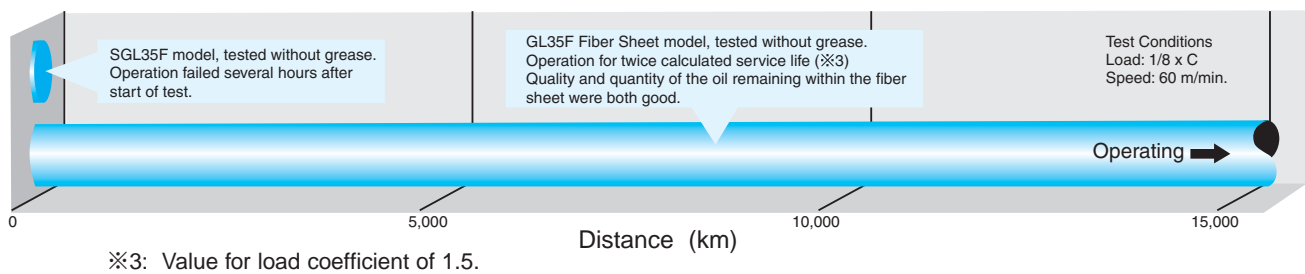 SGL35F model, tested without grease.
Operation failed several hours after
start of test.
GL35F Fiber Sheet model, tested without grease.
Operation for twice calculated service life (※3)
Quality and quantity of the oil remaining within the fiber
sheet were both good.
Test Conditions
Load: 1/8 x C
Speed: 60 m/min.
Operating
0
5,000
10,000
15,000
Distance (km)
※3: Value for load coefficient of 1.5.